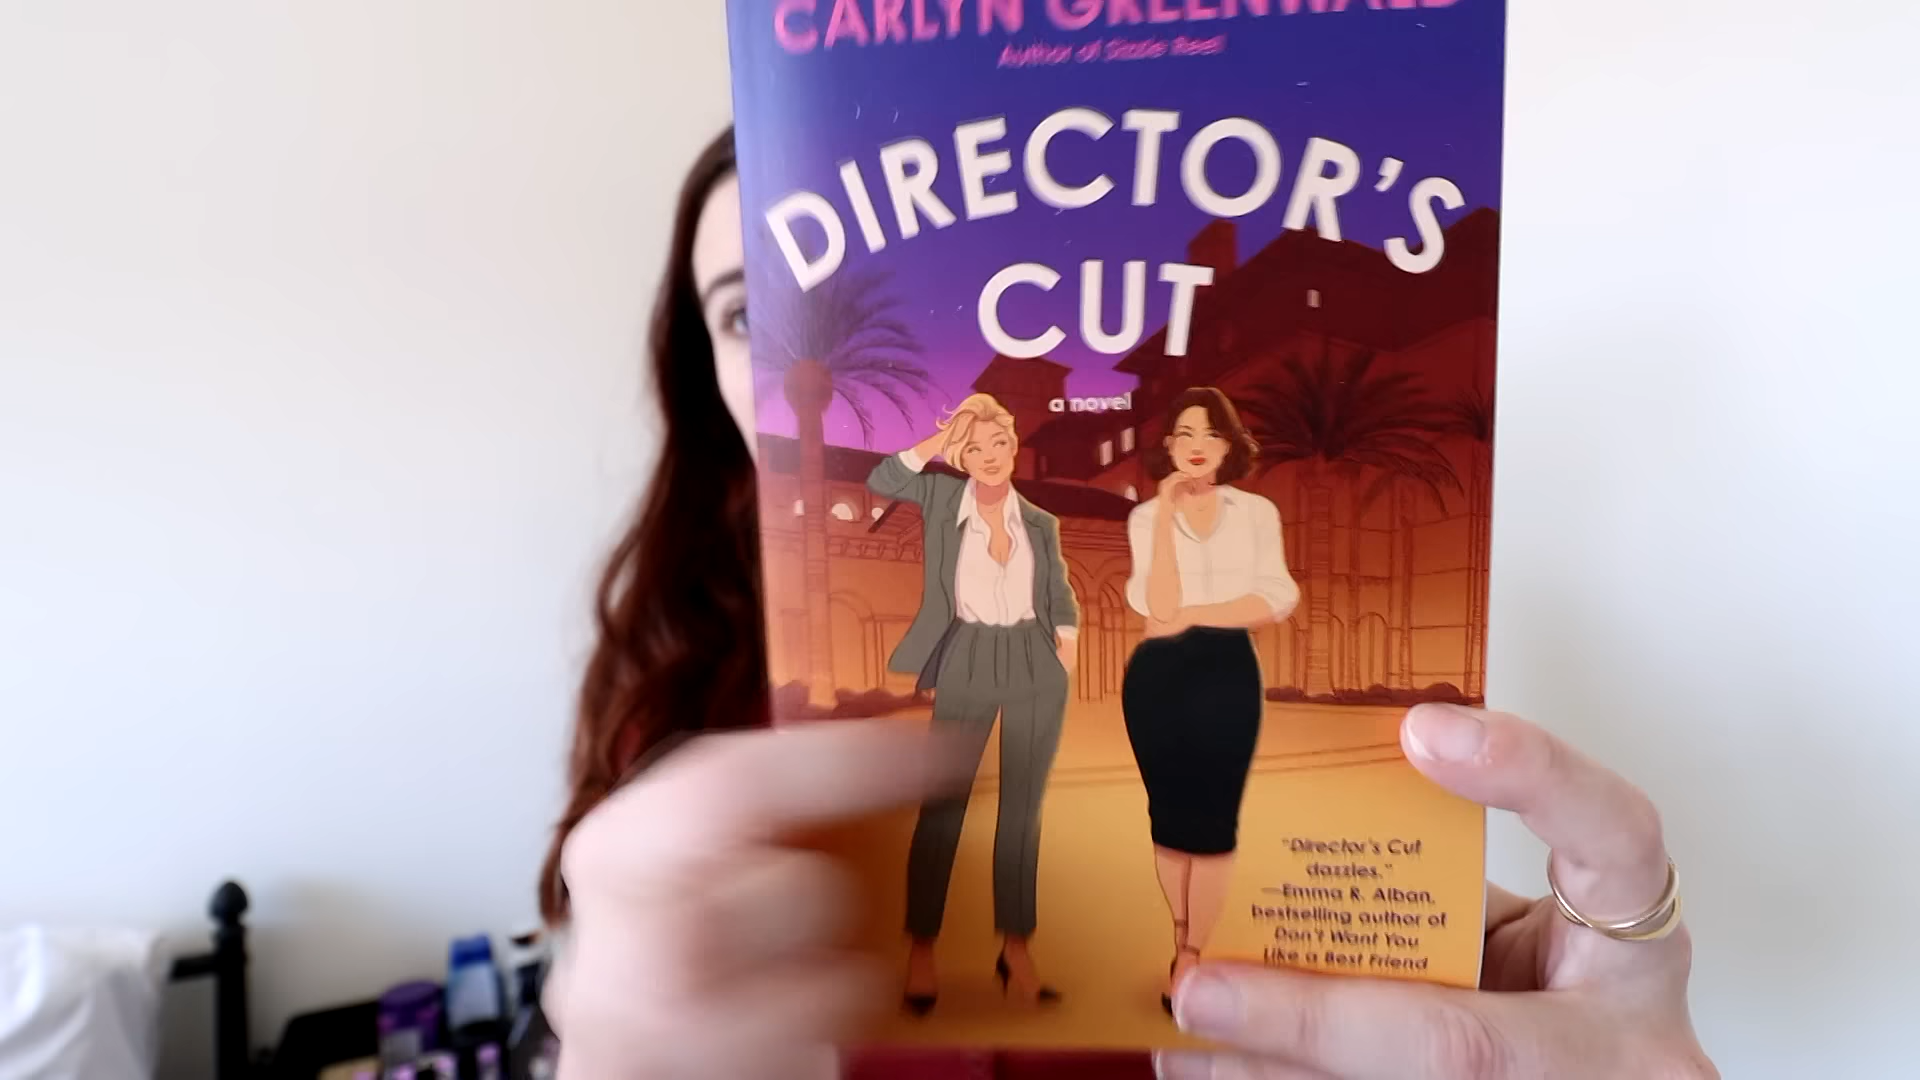 CARLYN GREENWALD
Author of Sizzle Reel
DIRECTOR'S
CUT
a novel
"Director's Cut
dazzles."
—Emma R. Alban,
bestselling author of
Don't Want You
Like a Best Friend